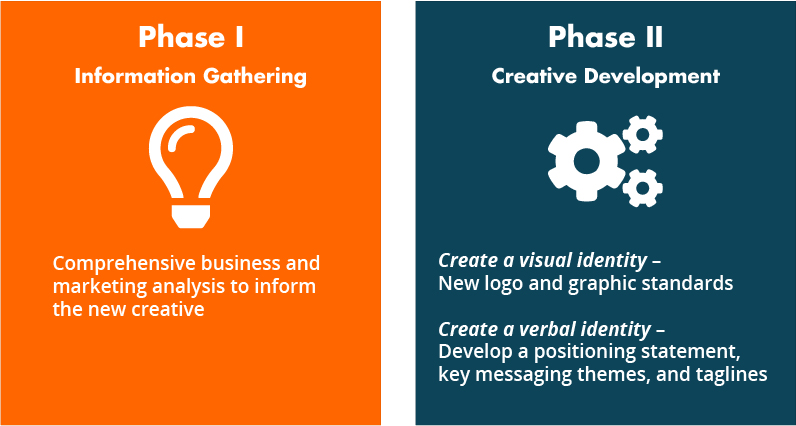 Phase I
Information Gathering
Comprehensive business and
marketing analysis to inform
the new creative
Phase II
Creative Development
Create a visual identity –
New logo and graphic standards
Create a verbal identity –
Develop a positioning statement,
key messaging themes, and taglines